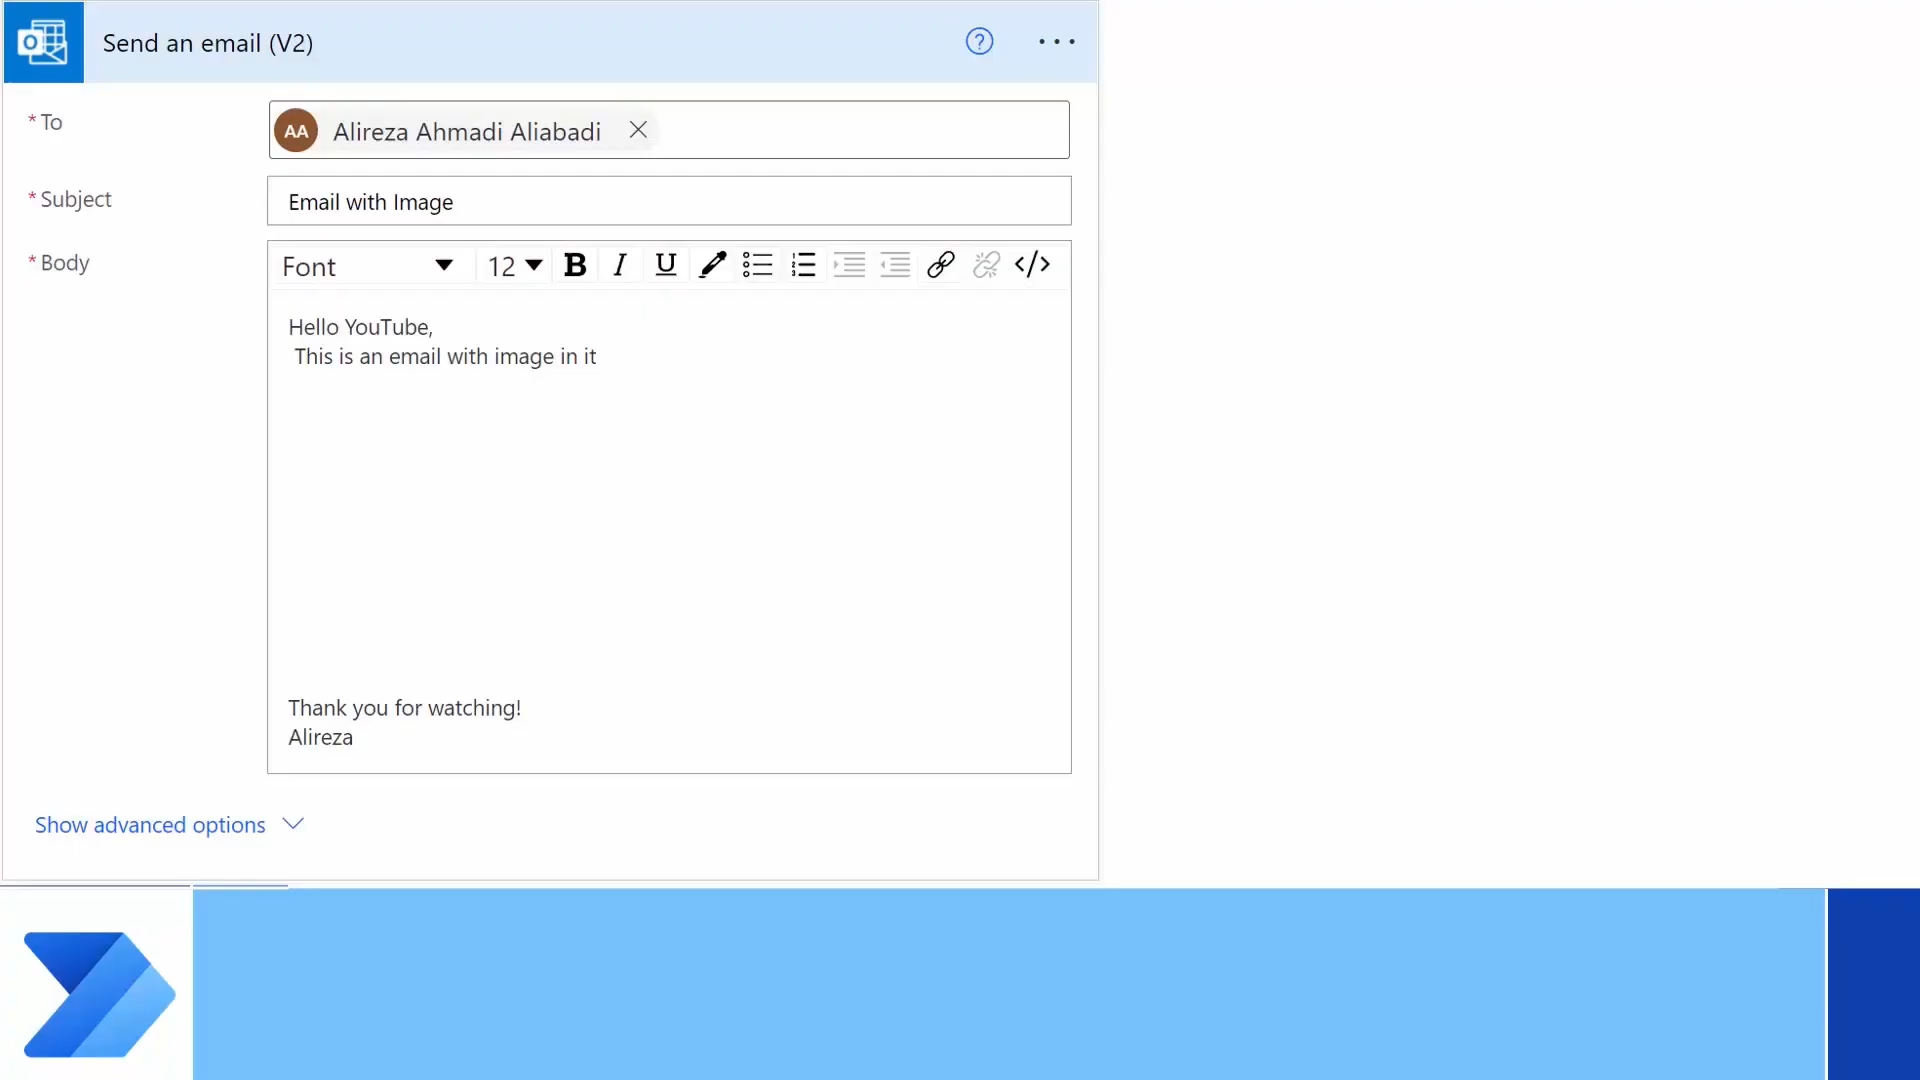 Send an email (V2)
?
* To
AA Alireza Ahmadi Aliabadi
* Subject
Email with Image
* Body
Font 12 B I U </>
Hello YouTube,
This is an email with image in it
Thank you for watching!
Alireza
Show advanced options